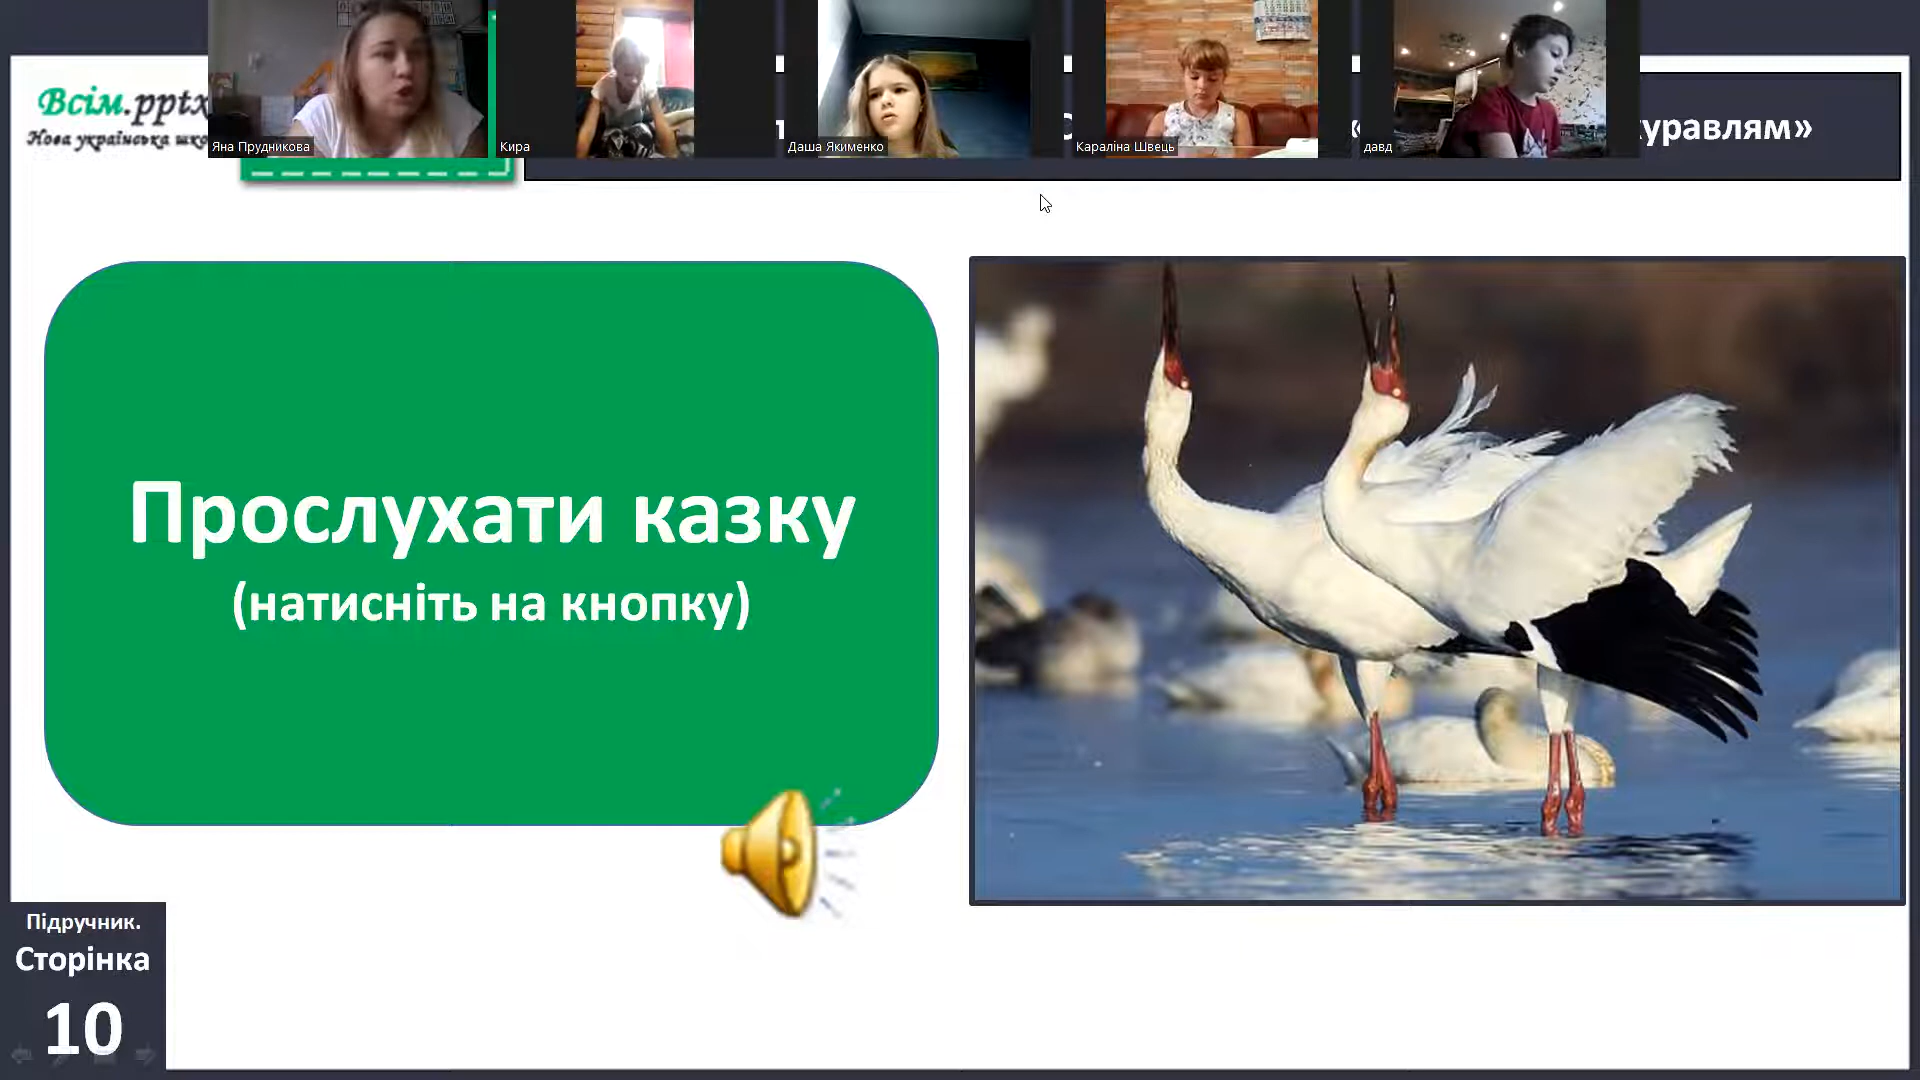 Всім.pptx
Нова українська
Яна Прудникова
Кира
Даша Якименко
Караліна Швець
давд
уравлям»
Прослухати казку
(натисніть на кнопку)
Підручник.
Сторінка
10